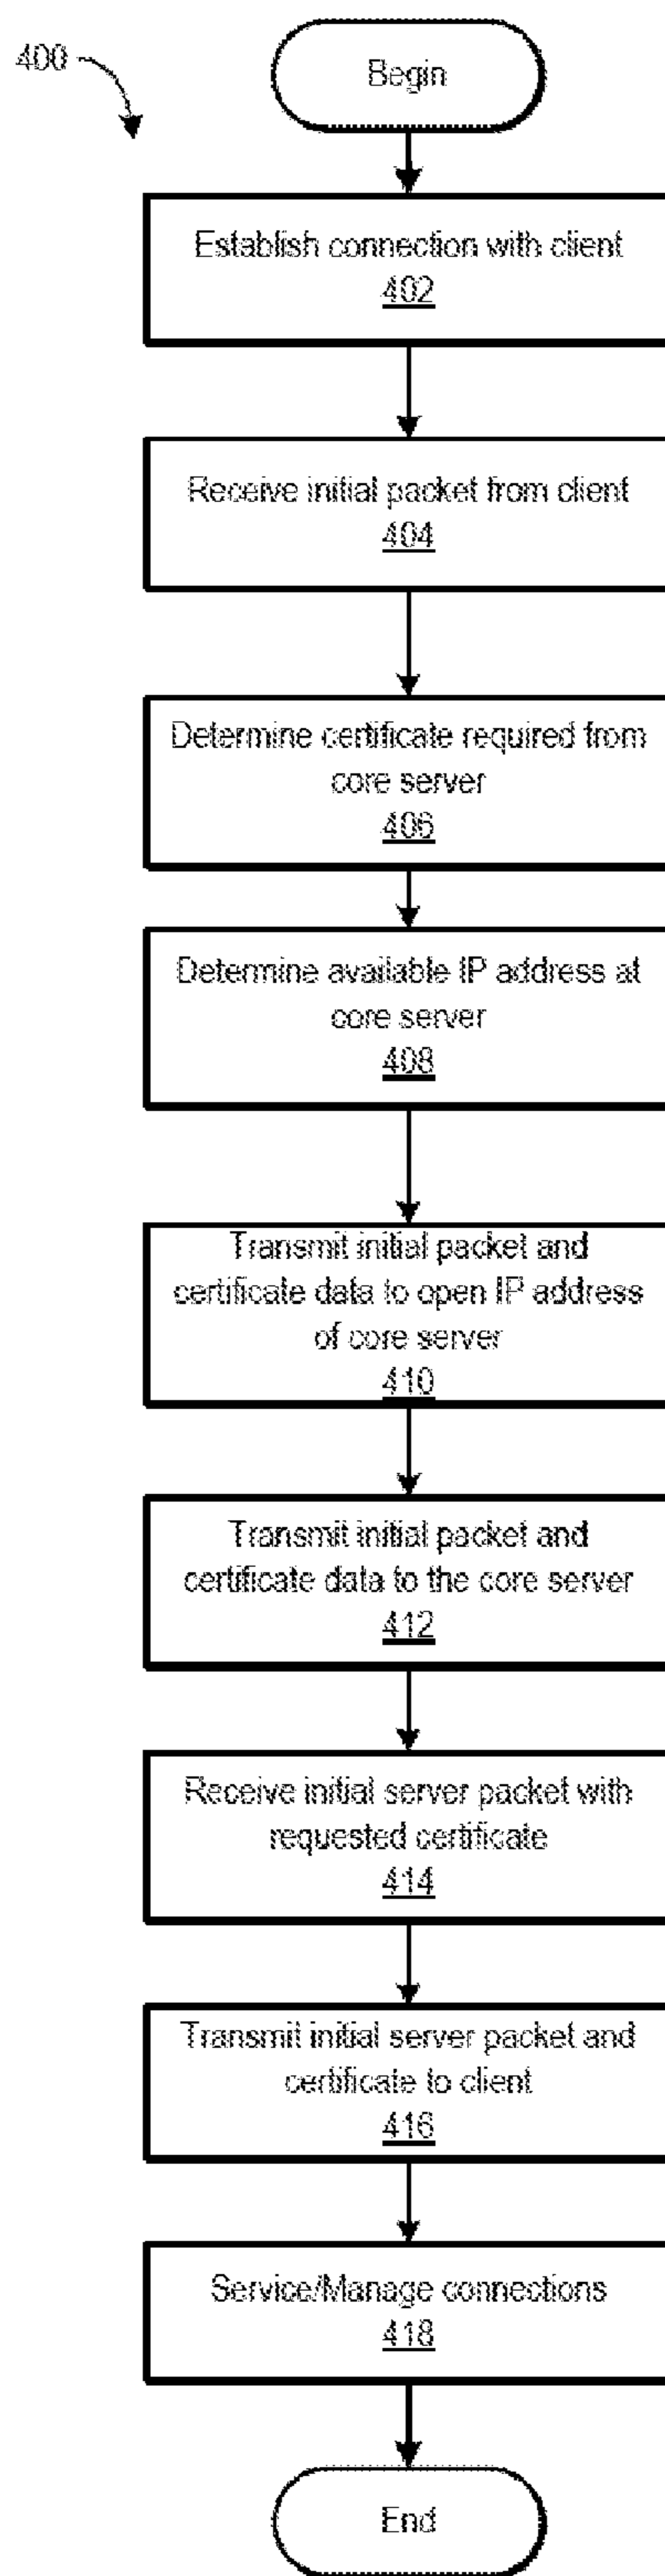 400
Begin
Establish connection with client
402
Receive initial packet from client
404
Determine certificate required from
core server
406
Determine available IP address at
core server
408
Transmit initial packet and
certificate data to open IP address
of core server
410
Transmit initial packet and
certificate data to the core server
412
Receive initial server packet with
requested certificate
414
Transmit initial server packet and
certificate to client
416
Service/Manage connections
418
End